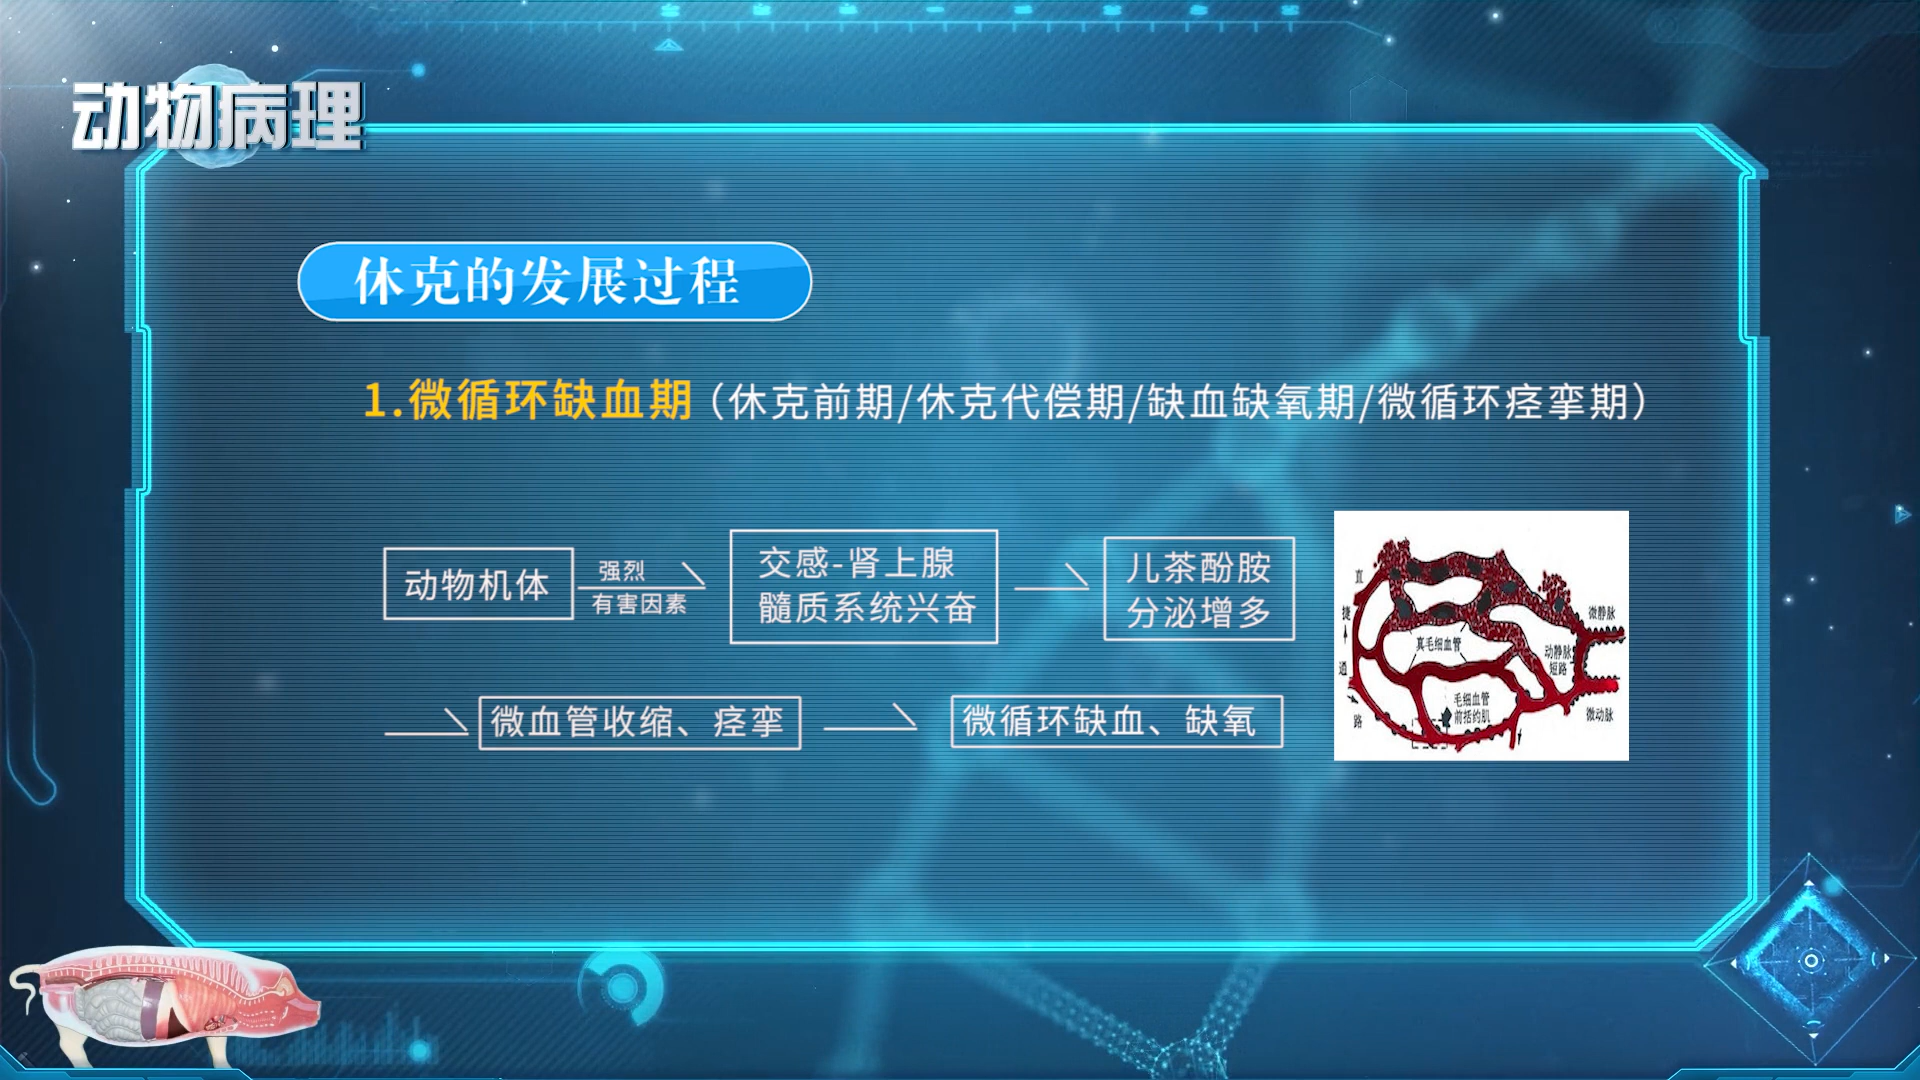 动物病理
休克的发展过程
1.微循环缺血期（休克前期/休克代偿期/缺血缺氧期/微循环痉挛期）
动物机体
强烈
有害因素
交感-肾上腺
髓质系统兴奋
儿茶酚胺
分泌增多
微血管收缩、痉挛
微循环缺血、缺氧
直
捷
通
路
真毛细血管
微静脉
动静脉
短路
毛细血管
前括约肌
微动脉